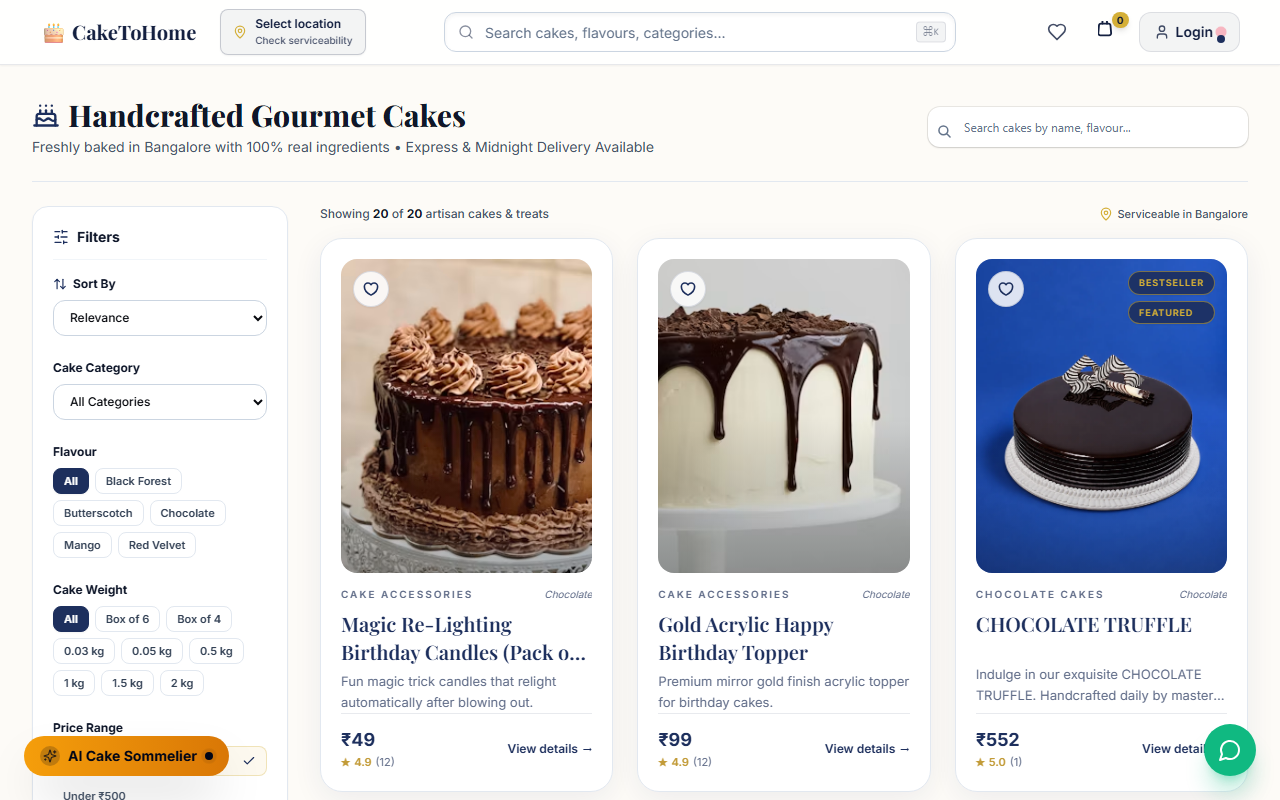 CakeToHome
Select location
Check serviceability
Search cakes, flavours, categories...
⌘K
0
Login
Handcrafted Gourmet Cakes
Freshly baked in Bangalore with 100% real ingredients • Express & Midnight Delivery Available
Search cakes by name, flavour...
Filters
Sort By
Relevance
Cake Category
All Categories
Flavour
All
Black Forest
Butterscotch
Chocolate
Mango
Red Velvet
Cake Weight
All
Box of 6
Box of 4
0.03 kg
0.05 kg
0.5 kg
1 kg
1.5 kg
2 kg
Price Range
AI Cake Sommelier
Under ₹500
Showing 20 of 20 artisan cakes & treats
Serviceable in Bangalore
CAKE ACCESSORIES
Chocolate
Magic Re-Lighting
Birthday Candles (Pack o...
Fun magic trick candles that relight
automatically after blowing out.
₹49
★ 4.9 (12)
View details →
CAKE ACCESSORIES
Chocolate
Gold Acrylic Happy
Birthday Topper
Premium mirror gold finish acrylic topper
for birthday cakes.
₹99
★ 4.9 (12)
View details →
BESTSELLER
FEATURED
CHOCOLATE CAKES
Chocolate
CHOCOLATE TRUFFLE
Indulge in our exquisite CHOCOLATE
TRUFFLE. Handcrafted daily by master...
₹552
★ 5.0 (1)
View detai